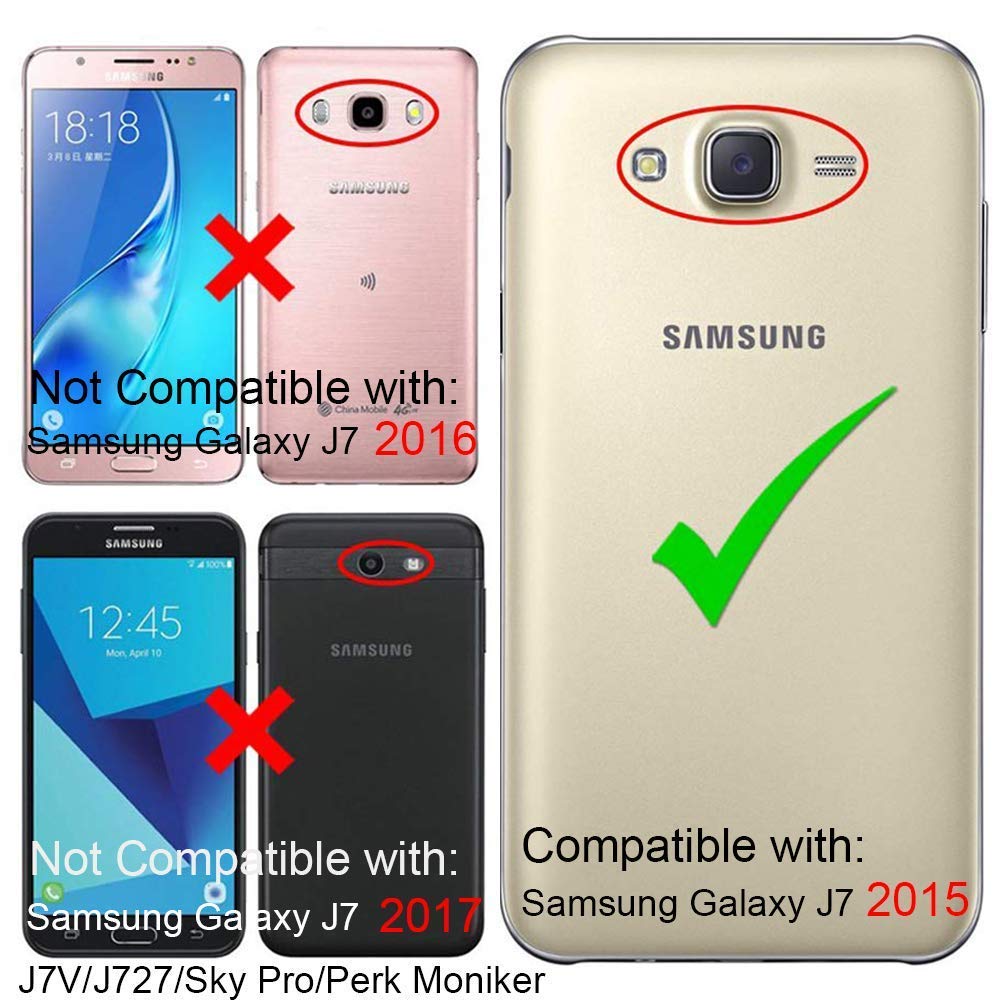 SAMSUNG
18:18
3月8日 星期二
SAMSUNG
China Mobile 4G LTE
Not Compatible with:
Samsung Galaxy J7 2016
SAMSUNG
SAMSUNG
100%
12:45
Mon, April 10
SAMSUNG
Not Compatible with:
Samsung Galaxy J7 2017
J7V/J727/Sky Pro/Perk Moniker
Compatible with:
Samsung Galaxy J7 2015